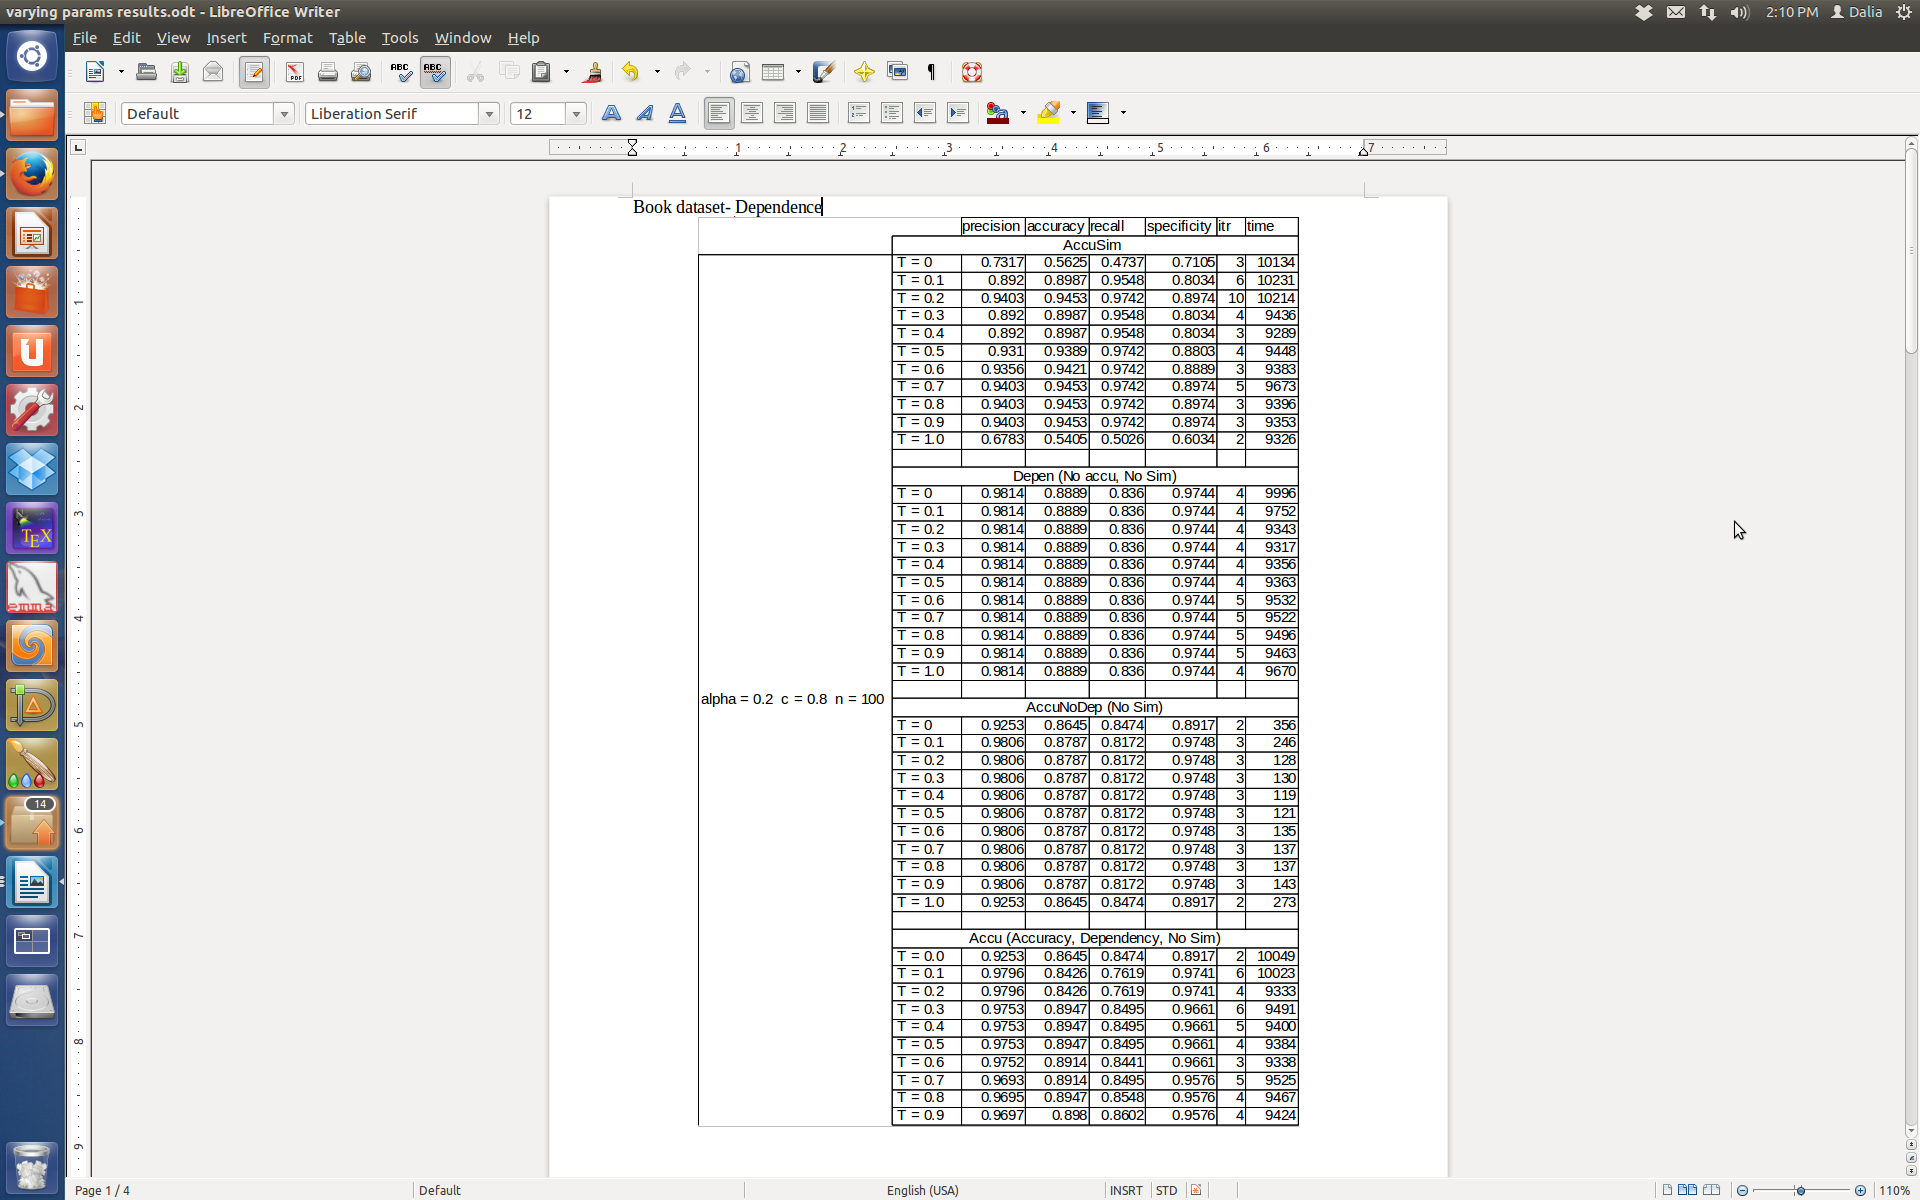 varying params results.odt - LibreOffice Writer
2:10 PM Dalia
File Edit View Insert Format Table Tools Window Help
Default Liberation Serif 12
1 2 3 4 5 6 7
Book dataset- Dependence
precision accuracy recall specificity itr time
AccuSim
T = 0 0.7317 0.5625 0.4737 0.7105 3 10134
T = 0.1 0.892 0.8987 0.9548 0.8034 6 10231
T = 0.2 0.9403 0.9453 0.9742 0.8974 10 10214
T = 0.3 0.892 0.8987 0.9548 0.8034 4 9436
T = 0.4 0.892 0.8987 0.9548 0.8034 3 9289
T = 0.5 0.931 0.9389 0.9742 0.8803 4 9448
T = 0.6 0.9356 0.9421 0.9742 0.8889 3 9383
T = 0.7 0.9403 0.9453 0.9742 0.8974 5 9673
T = 0.8 0.9403 0.9453 0.9742 0.8974 3 9396
T = 0.9 0.9403 0.9453 0.9742 0.8974 3 9353
T = 1.0 0.6783 0.5405 0.5026 0.6034 2 9326
Depen (No accu, No Sim)
T = 0 0.9814 0.8889 0.836 0.9744 4 9996
T = 0.1 0.9814 0.8889 0.836 0.9744 4 9752
T = 0.2 0.9814 0.8889 0.836 0.9744 4 9343
T = 0.3 0.9814 0.8889 0.836 0.9744 4 9317
T = 0.4 0.9814 0.8889 0.836 0.9744 4 9356
T = 0.5 0.9814 0.8889 0.836 0.9744 4 9363
T = 0.6 0.9814 0.8889 0.836 0.9744 5 9532
T = 0.7 0.9814 0.8889 0.836 0.9744 5 9522
T = 0.8 0.9814 0.8889 0.836 0.9744 5 9496
T = 0.9 0.9814 0.8889 0.836 0.9744 5 9463
T = 1.0 0.9814 0.8889 0.836 0.9744 4 9670
alpha = 0.2 c = 0.8 n = 100
AccuNoDep (No Sim)
T = 0 0.9253 0.8645 0.8474 0.8917 2 356
T = 0.1 0.9806 0.8787 0.8172 0.9748 3 246
T = 0.2 0.9806 0.8787 0.8172 0.9748 3 128
T = 0.3 0.9806 0.8787 0.8172 0.9748 3 130
T = 0.4 0.9806 0.8787 0.8172 0.9748 3 119
T = 0.5 0.9806 0.8787 0.8172 0.9748 3 121
T = 0.6 0.9806 0.8787 0.8172 0.9748 3 135
T = 0.7 0.9806 0.8787 0.8172 0.9748 3 137
T = 0.8 0.9806 0.8787 0.8172 0.9748 3 137
T = 0.9 0.9806 0.8787 0.8172 0.9748 3 143
T = 1.0 0.9253 0.8645 0.8474 0.8917 2 273
Accu (Accuracy, Dependency, No Sim)
T = 0.0 0.9253 0.8645 0.8474 0.8917 2 10049
T = 0.1 0.9796 0.8426 0.7619 0.9741 6 10023
T = 0.2 0.9796 0.8426 0.7619 0.9741 4 9333
T = 0.3 0.9753 0.8947 0.8495 0.9661 6 9491
T = 0.4 0.9753 0.8947 0.8495 0.9661 5 9400
T = 0.5 0.9753 0.8947 0.8495 0.9661 4 9384
T = 0.6 0.9752 0.8914 0.8441 0.9661 3 9338
T = 0.7 0.9693 0.8914 0.8495 0.9576 5 9525
T = 0.8 0.9695 0.8947 0.8548 0.9576 4 9467
T = 0.9 0.9697 0.898 0.8602 0.9576 4 9424
1
2
3
4
5
6
7
8
9
14
Page 1 / 4 Default English (USA) INSRT STD 110%